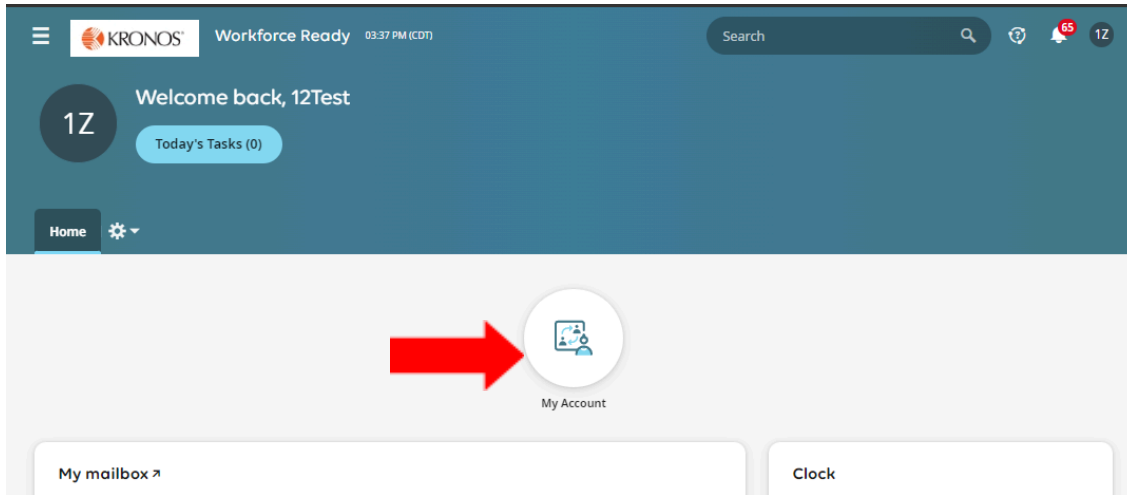 KRONOS Workforce Ready 03:37 PM (CDT) Search 65 1Z
1Z
Welcome back, 12Test
Today's Tasks (0)
Home
My Account
My mailbox
Clock